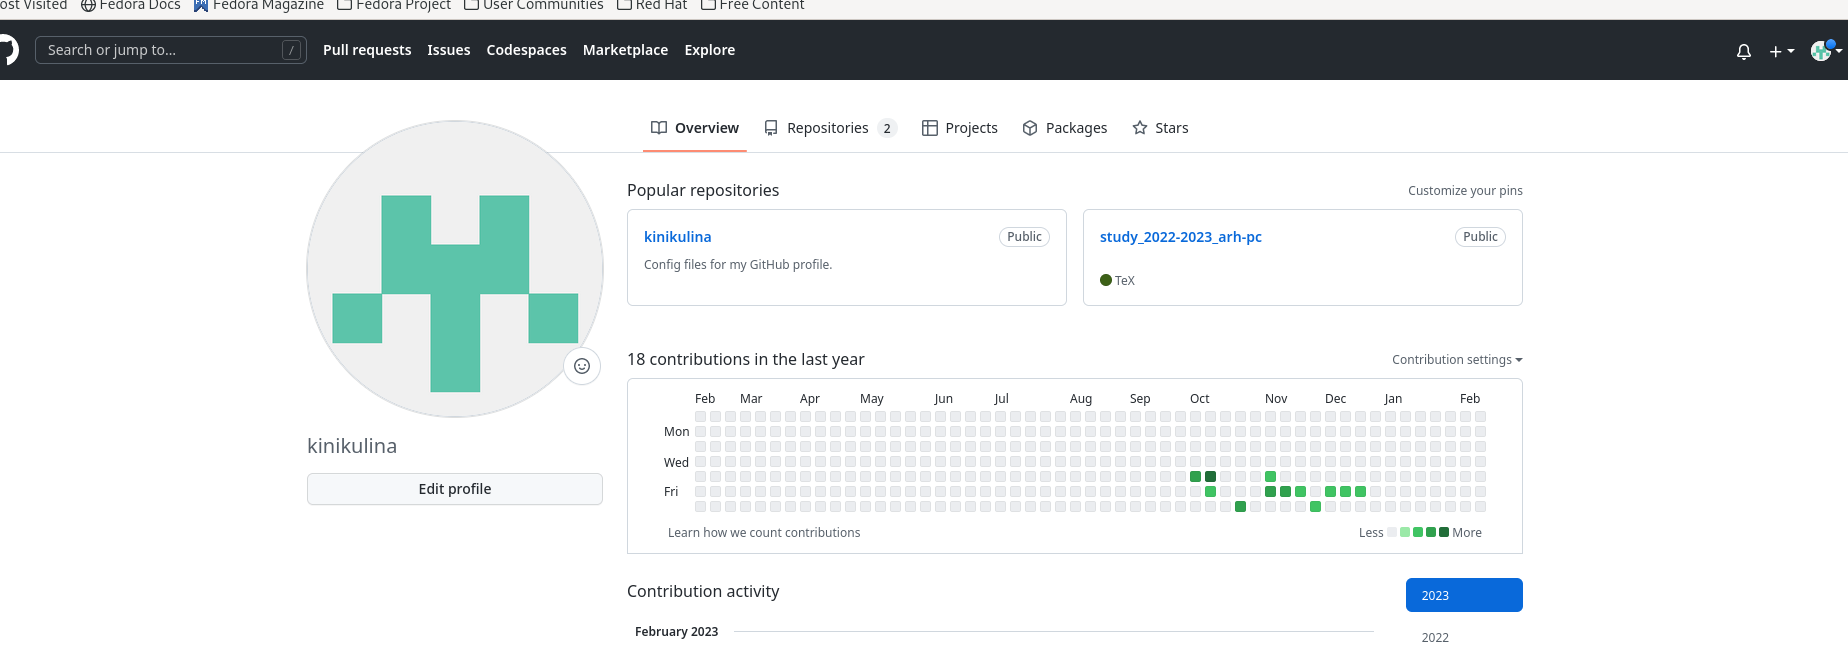 ost Visited Fedora Docs Fedora Magazine Fedora Project User Communities Red Hat Free Content
Search or jump to... / Pull requests Issues Codespaces Marketplace Explore
Overview Repositories 2 Projects Packages Stars
Popular repositories Customize your pins
kinikulina Public
Config files for my GitHub profile.
study_2022-2023_arh-pc Public
TeX
18 contributions in the last year Contribution settings
Feb Mar Apr May Jun Jul Aug Sep Oct Nov Dec Jan Feb
Mon
Wed
Fri
Learn how we count contributions Less More
kinikulina
Edit profile
Contribution activity
2023
February 2023
2022